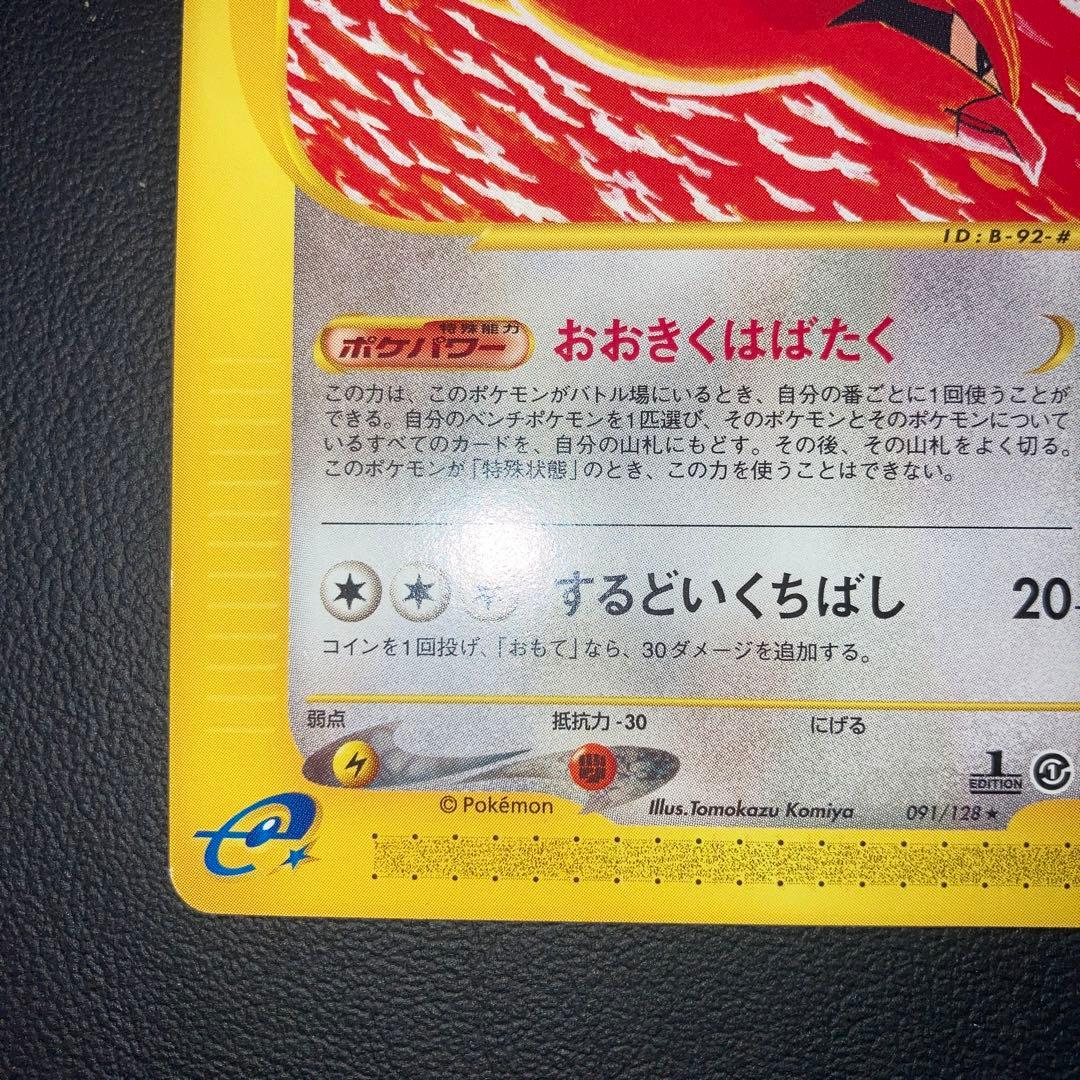 ID : B-92-#
特殊能力
ポケパワー おおきくはばたく
この力は、このポケモンがバトル場にいるとき、自分の番ごとに1回使うことが
できる。自分のベンチポケモンを1匹選び、そのポケモンとそのポケモンについて
いるすべてのカードを、自分の山札にもどす。その後、その山札をよく切る。
このポケモンが「特殊状態」のとき、この力を使うことはできない。
するどいくちばし 20+
コインを1回投げ、「おもて」なら、30ダメージを追加する。
弱点 抵抗力 -30 にげる
1 EDITION
© Pokémon Illus.Tomokazu Komiya 091/128 ★